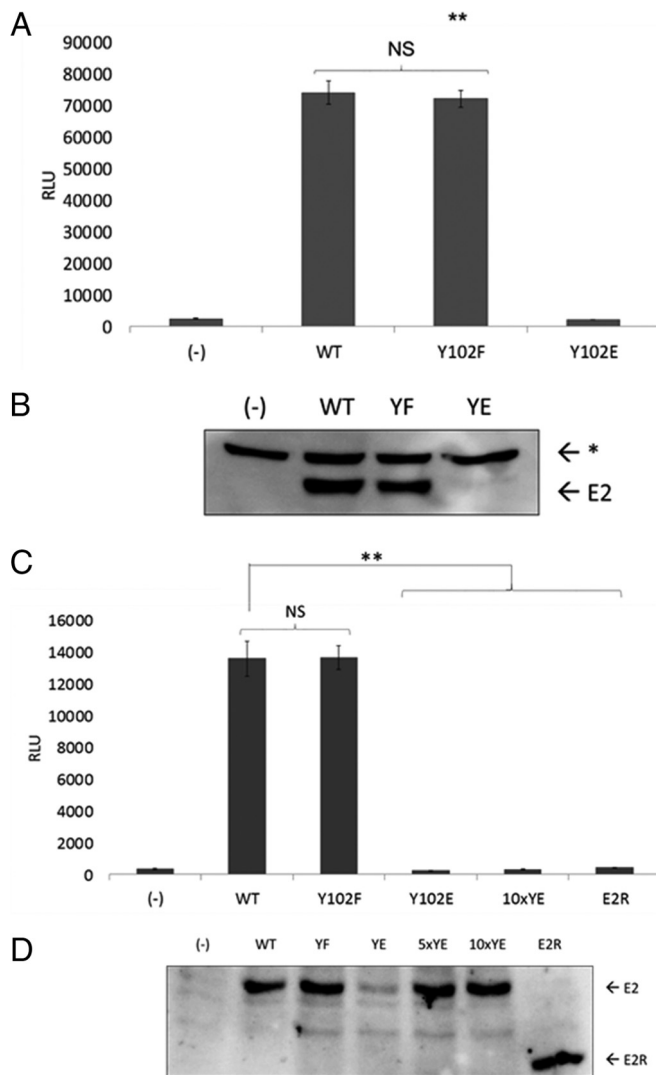 A
**
NS
90000
80000
70000
60000
50000
40000
30000
20000
10000
0
RLU
(-) WT Y102F Y102E
B
(-) WT YF YE
← *
← E2
C
**
NS
16000
14000
12000
10000
8000
6000
4000
2000
0
RLU
(-) WT Y102F Y102E 10xYE E2R
D
(-) WT YF YE 5xYE 10xYE E2R
← E2
← E2R